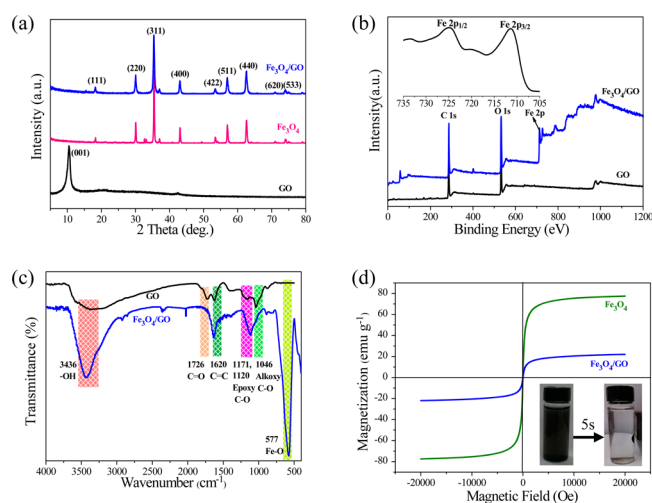 (a)
Intensity (a.u.)
(111)
(220)
(311)
(400)
(422)
(511)
(440)
(620)
(533)
Fe3O4/GO
Fe3O4
(001)
GO
10 20 30 40 50 60 70 80
2 Theta (deg.)
(b)
Intensity (a.u.)
Fe 2p1/2 Fe 2p3/2
735 730 725 720 715 710 705
C 1s
O 1s
Fe 2p
Fe3O4/GO
GO
0 200 400 600 800 1000 1200
Binding Energy (eV)
(c)
Transmittance (%)
GO
Fe3O4/GO
3436
-OH
1726
C=O
1620
C=C
1171,
1120
Epoxy
C-O
1046
Alkoxy
C-O
577
Fe-O
4000 3500 3000 2500 2000 1500 1000 500
Wavenumber (cm-1)
(d)
Magnetization (emu g-1)
80
60
40
20
0
-20
-40
-60
-80
Fe3O4
Fe3O4/GO
5s
-20000 -10000 0 10000 20000
Magnetic Field (Oe)